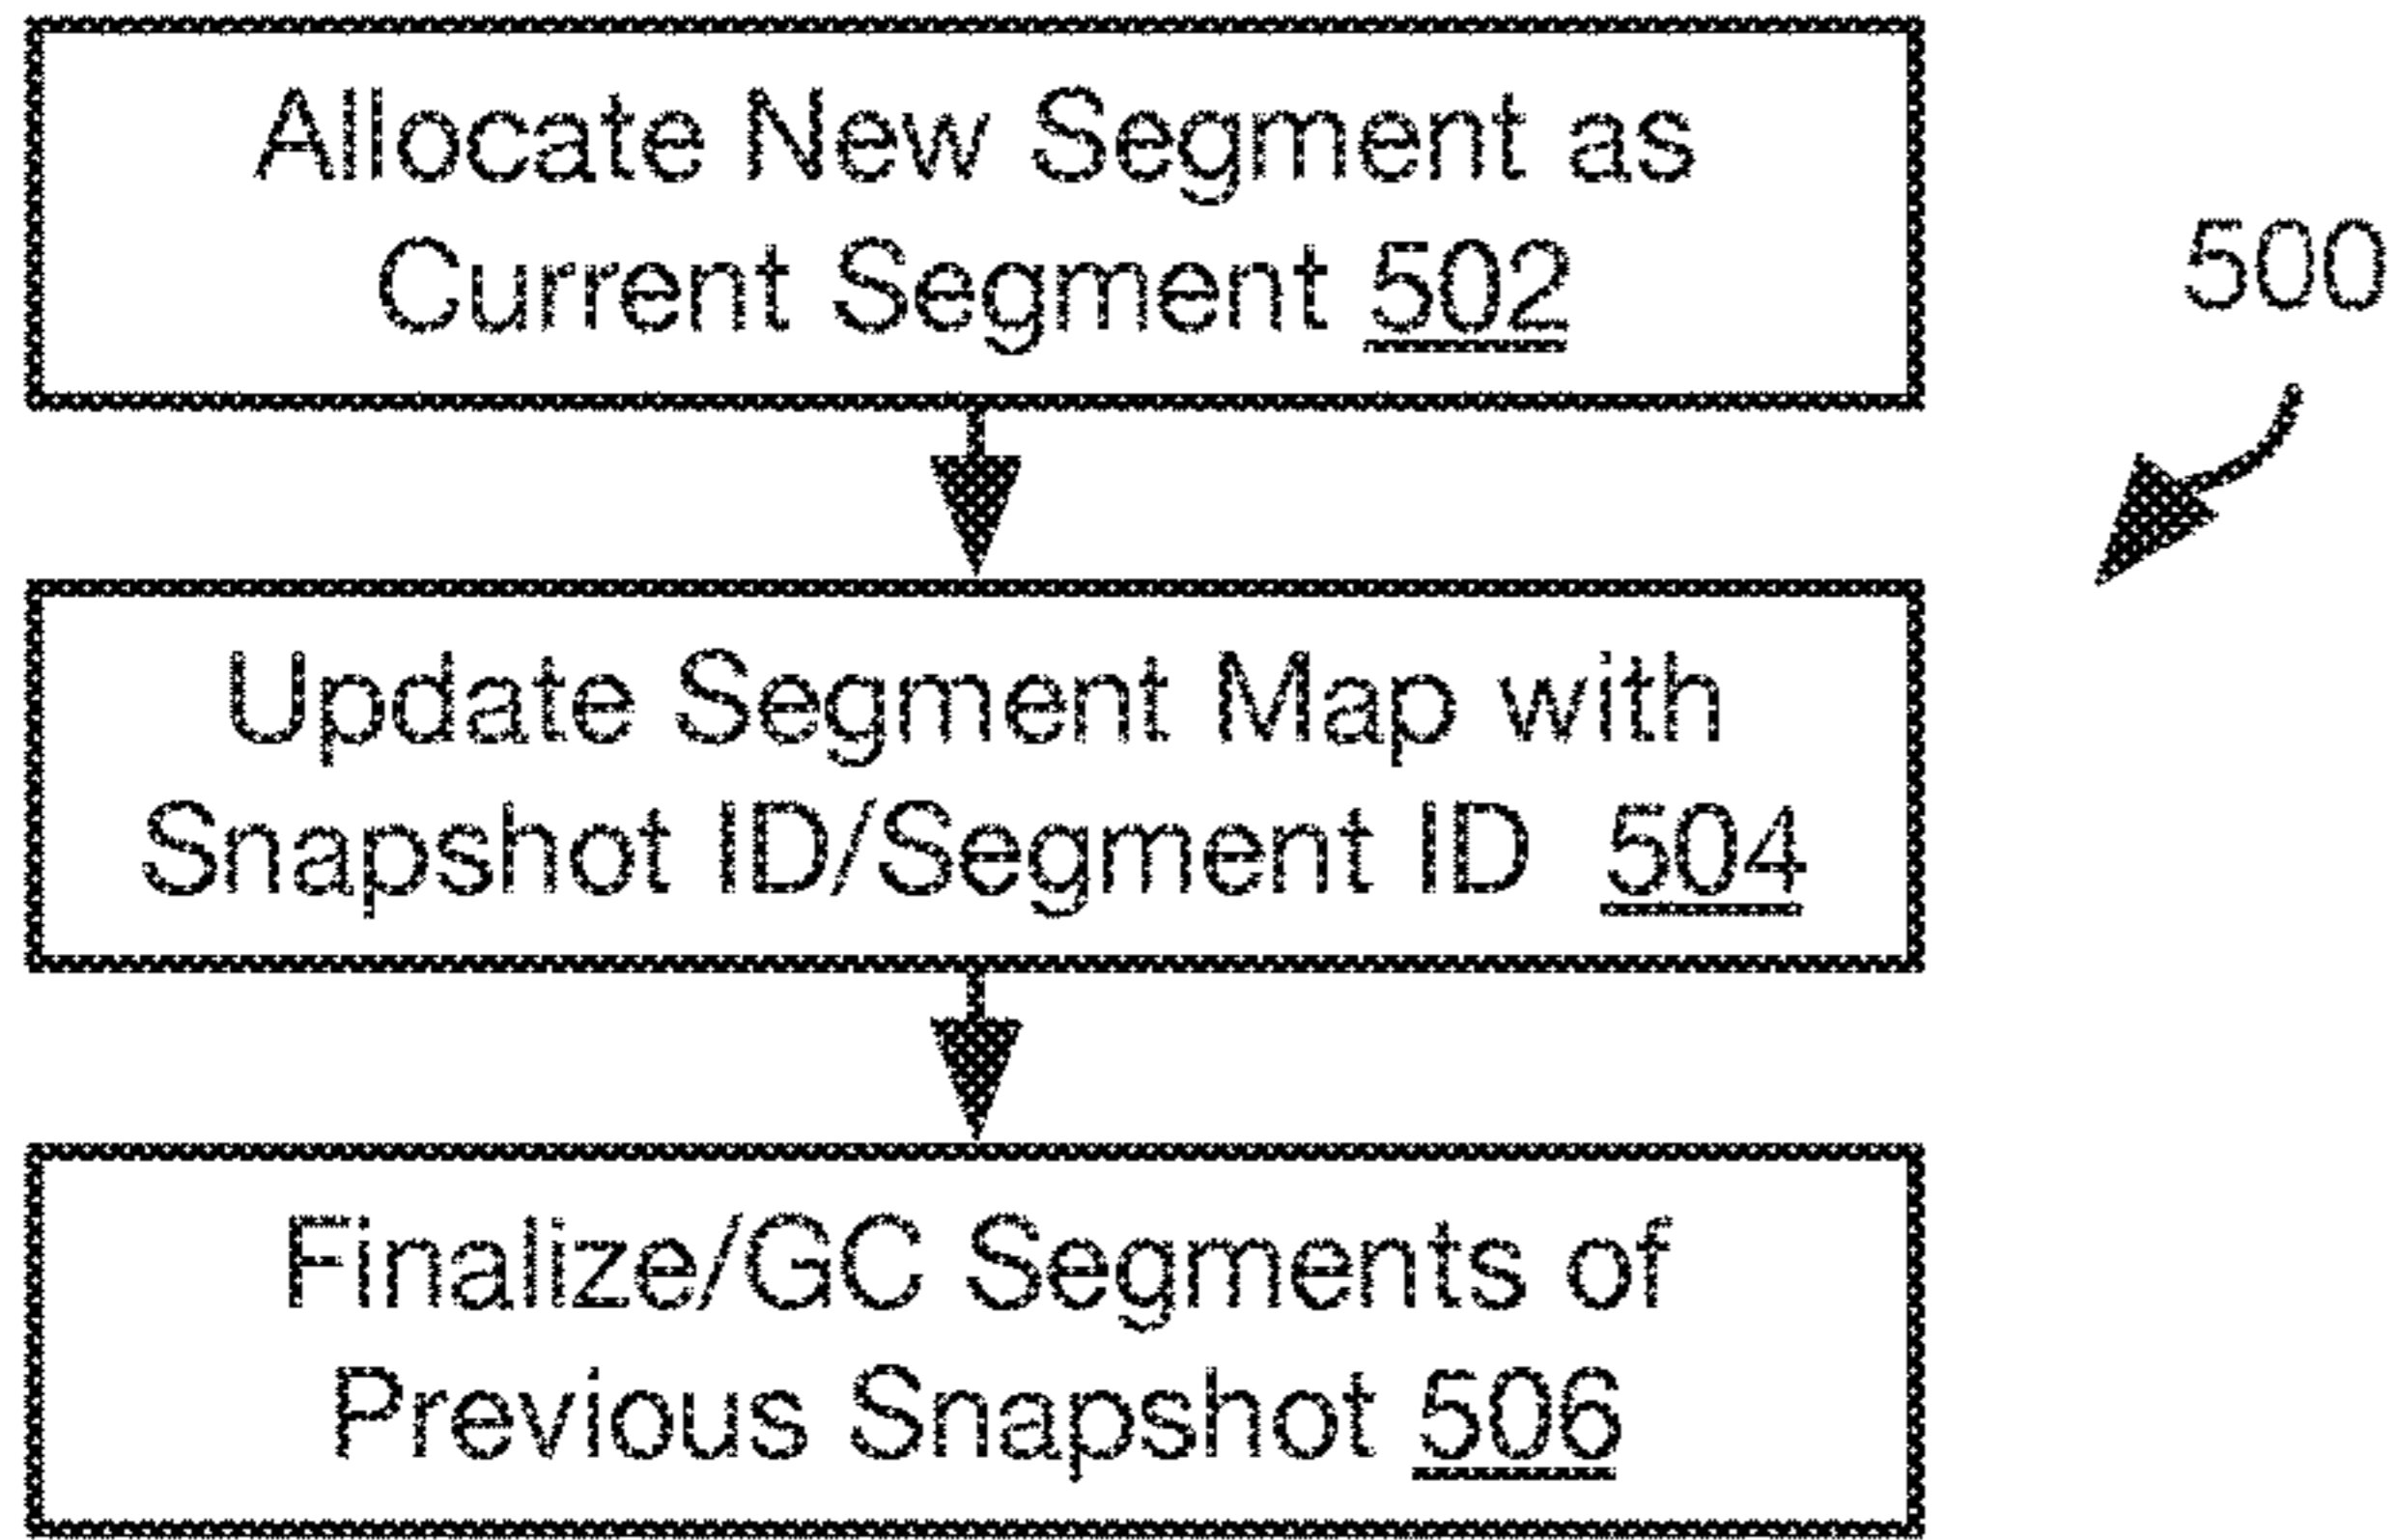 Allocate New Segment as
Current Segment 502
500
Update Segment Map with
Snapshot ID/Segment ID 504
Finalize/GC Segments of
Previous Snapshot 506